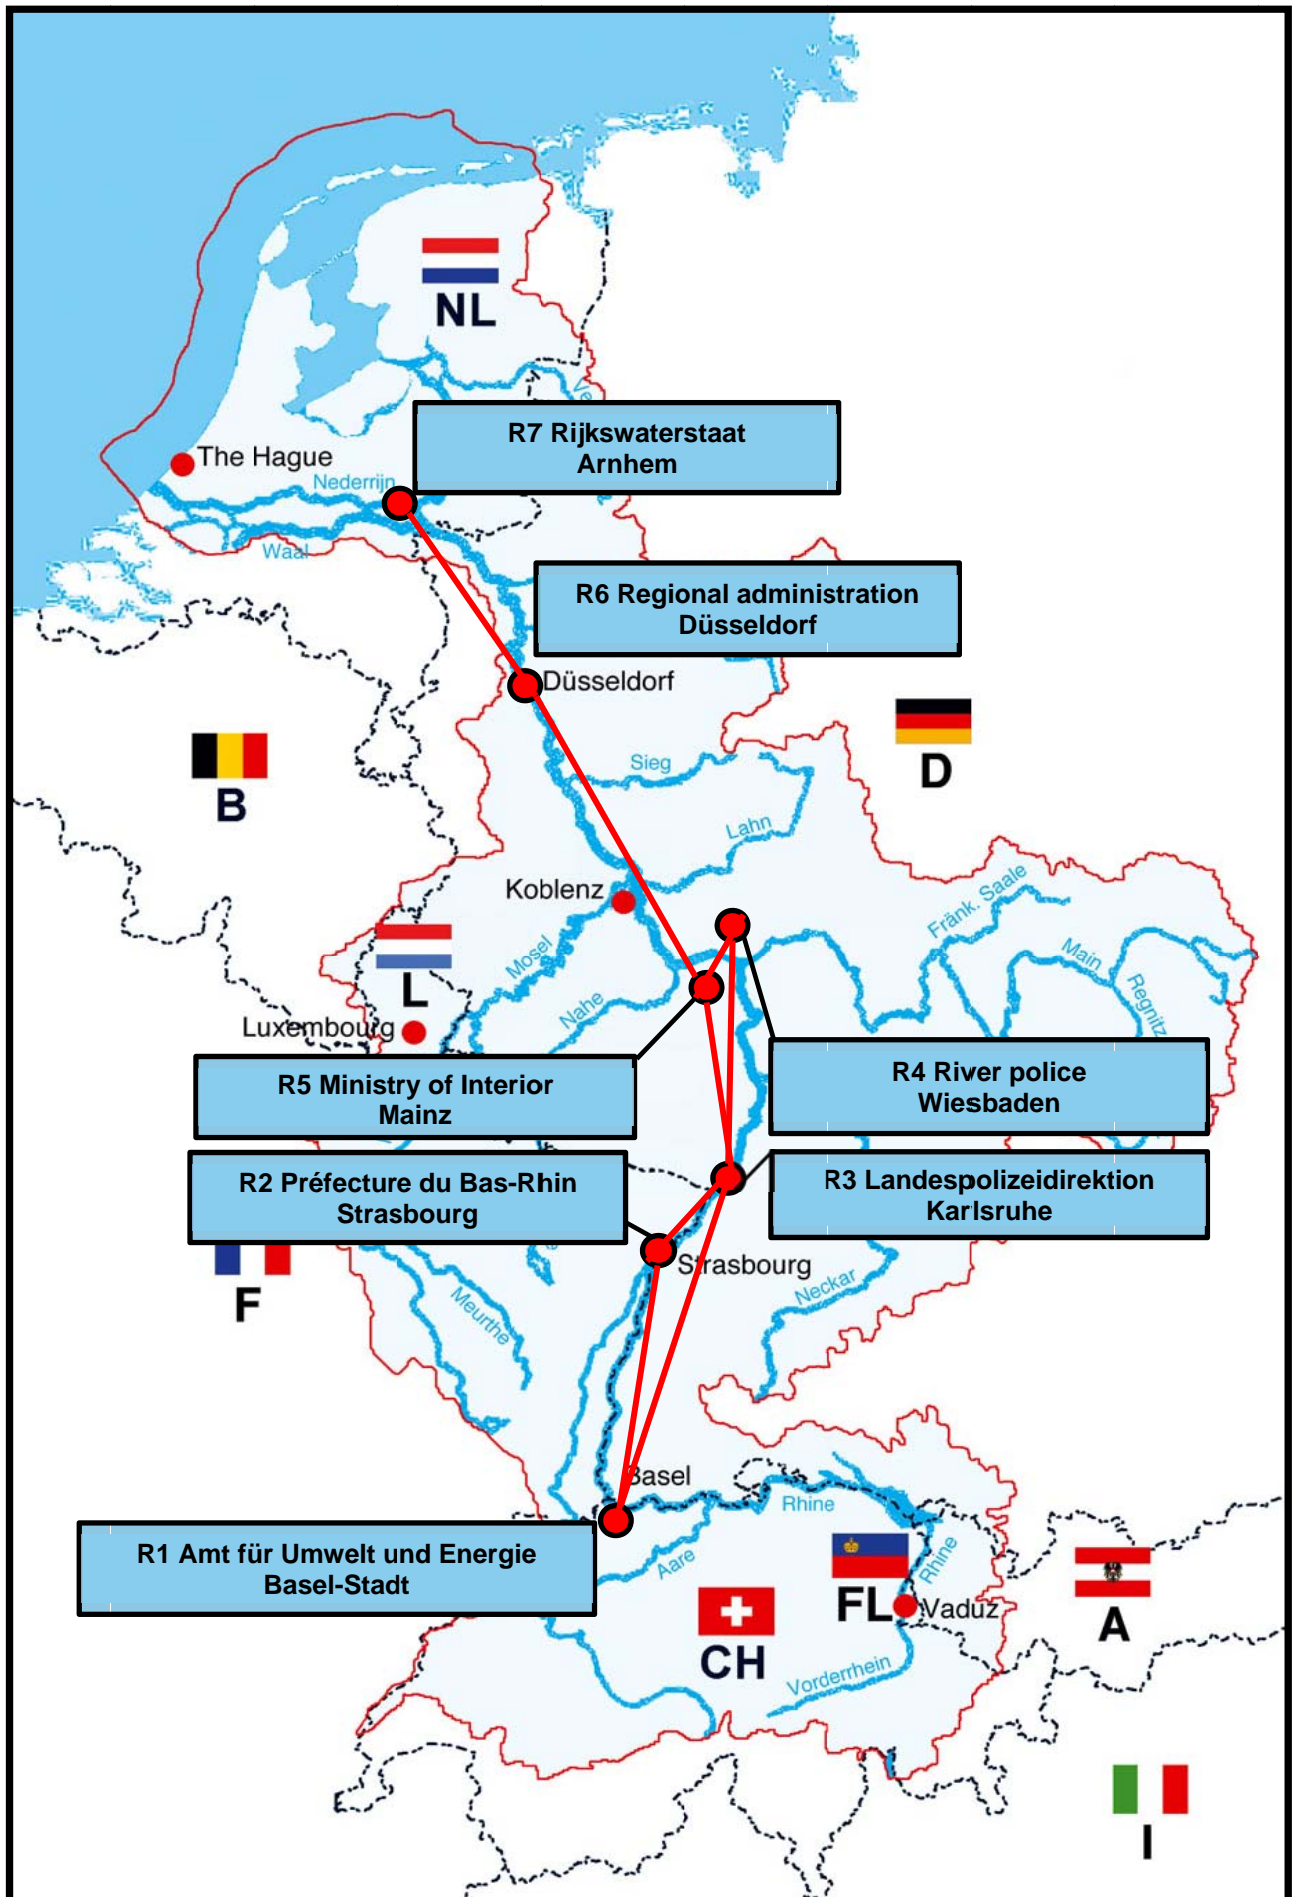 NL
Ve
R7 Rijkswaterstaat
Arnhem
The Hague
Nederrijn
Waal
R6 Regional administration
Düsseldorf
Düsseldorf
D
B
Sieg
Lahn
Koblenz
Fränk. Saale
Mosel
Main
L
Nahe
Regnitz
Luxembourg
R5 Ministry of Interior
Mainz
R4 River police
Wiesbaden
R2 Préfecture du Bas-Rhin
Strasbourg
R3 Landespolizeidirektion
Karlsruhe
Strasbourg
F
Meurthe
Neckar
Basel
Rhine
R1 Amt für Umwelt und Energie
Basel-Stadt
Aare
Rhine
FL
Vaduz
A
CH
Vorderrhein
I